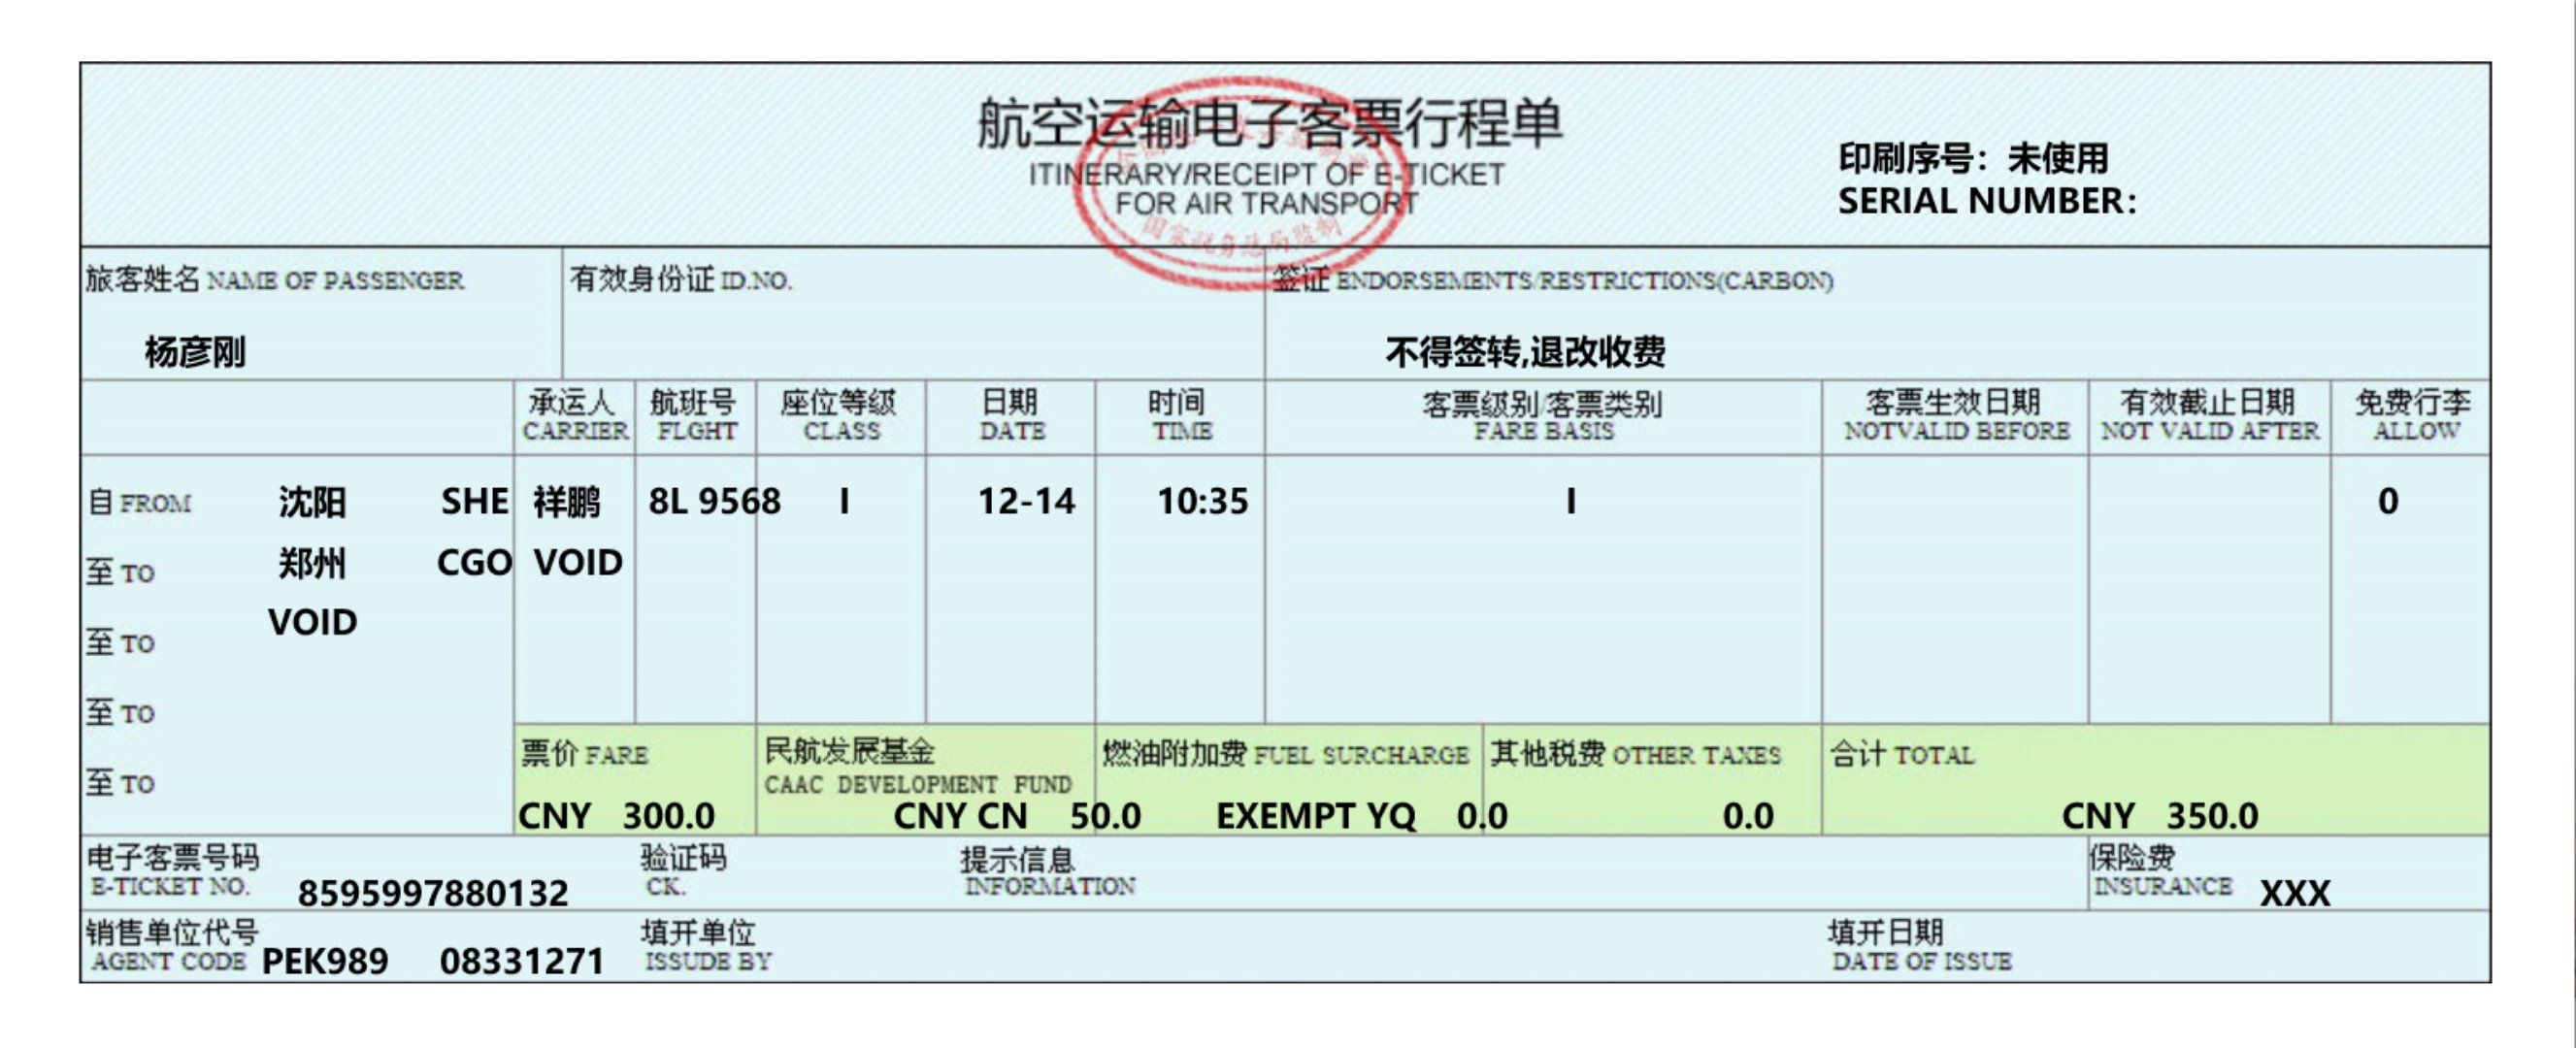 航空运输电子客票行程单
ITINERARY/RECEIPT OF E-TICKET
FOR AIR TRANSPORT
国家税务总局监制
印刷序号：未使用
SERIAL NUMBER:
旅客姓名 NAME OF PASSENGER 有效身份证 ID.NO. 签证 ENDORSEMENTS/RESTRICTIONS(CARBON)
杨彦刚 不得签转,退改收费
承运人 航班号 座位等级 日期 时间 客票级别/客票类别 客票生效日期 有效截止日期 免费行李
CARRIER FLGHT CLASS DATE TIME FARE BASIS NOTVALID BEFORE NOT VALID AFTER ALLOW
自 FROM 沈阳 SHE 祥鹏 8L 9568 I 12-14 10:35 I 0
至 TO 郑州 CGO VOID
至 TO VOID
至 TO
至 TO
票价 FARE 民航发展基金 燃油附加费 FUEL SURCHARGE 其他税费 OTHER TAXES 合计 TOTAL
CAAC DEVELOPMENT FUND
CNY 300.0 CNY CN 50.0 EXEMPT YQ 0.0 0.0 CNY 350.0
电子客票号码 验证码 提示信息 保险费
E-TICKET NO. 8595997880132 CK. INFORMATION INSURANCE XXX
销售单位代号 填开单位 填开日期
AGENT CODE PEK989 08331271 ISSUDE BY DATE OF ISSUE